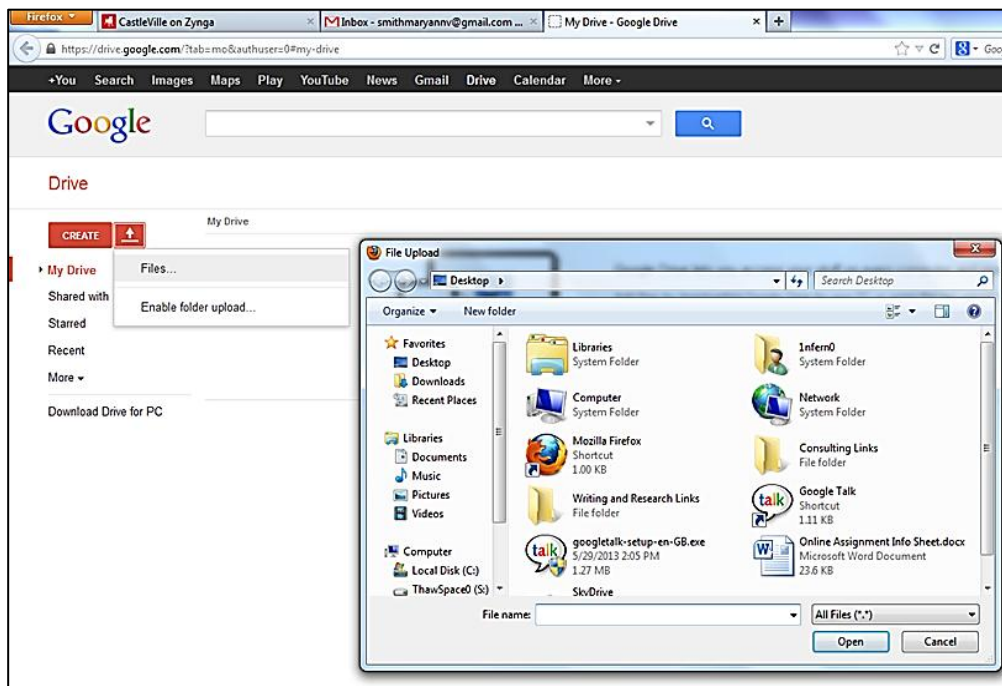 Firefox
CastleVille on Zynga
Inbox - smithmaryannv@gmail.com ...
My Drive - Google Drive
https://drive.google.com/?tab=mo&authuser=0#my-drive
Goo
+You Search Images Maps Play YouTube News Gmail Drive Calendar More
Google
Drive
CREATE
My Drive
My Drive
Shared with
Starred
Recent
More
Download Drive for PC
Files...
Enable folder upload...
File Upload
Desktop
Search Desktop
Organize
New folder
Favorites
Desktop
Downloads
Recent Places
Libraries
Documents
Music
Pictures
Videos
Computer
Local Disk (C:)
ThawSpace0 (S:)
Libraries
System Folder
1nfern0
System Folder
Computer
System Folder
Network
System Folder
Mozilla Firefox
Shortcut
1.00 KB
Consulting Links
File folder
Writing and Research Links
File folder
Google Talk
Shortcut
1.11 KB
googletalk-setup-en-GB.exe
5/29/2013 2:05 PM
1.27 MB
Online Assignment Info Sheet.docx
Microsoft Word Document
23.6 KB
SkyDrive
File name:
All Files (*.*)
Open
Cancel